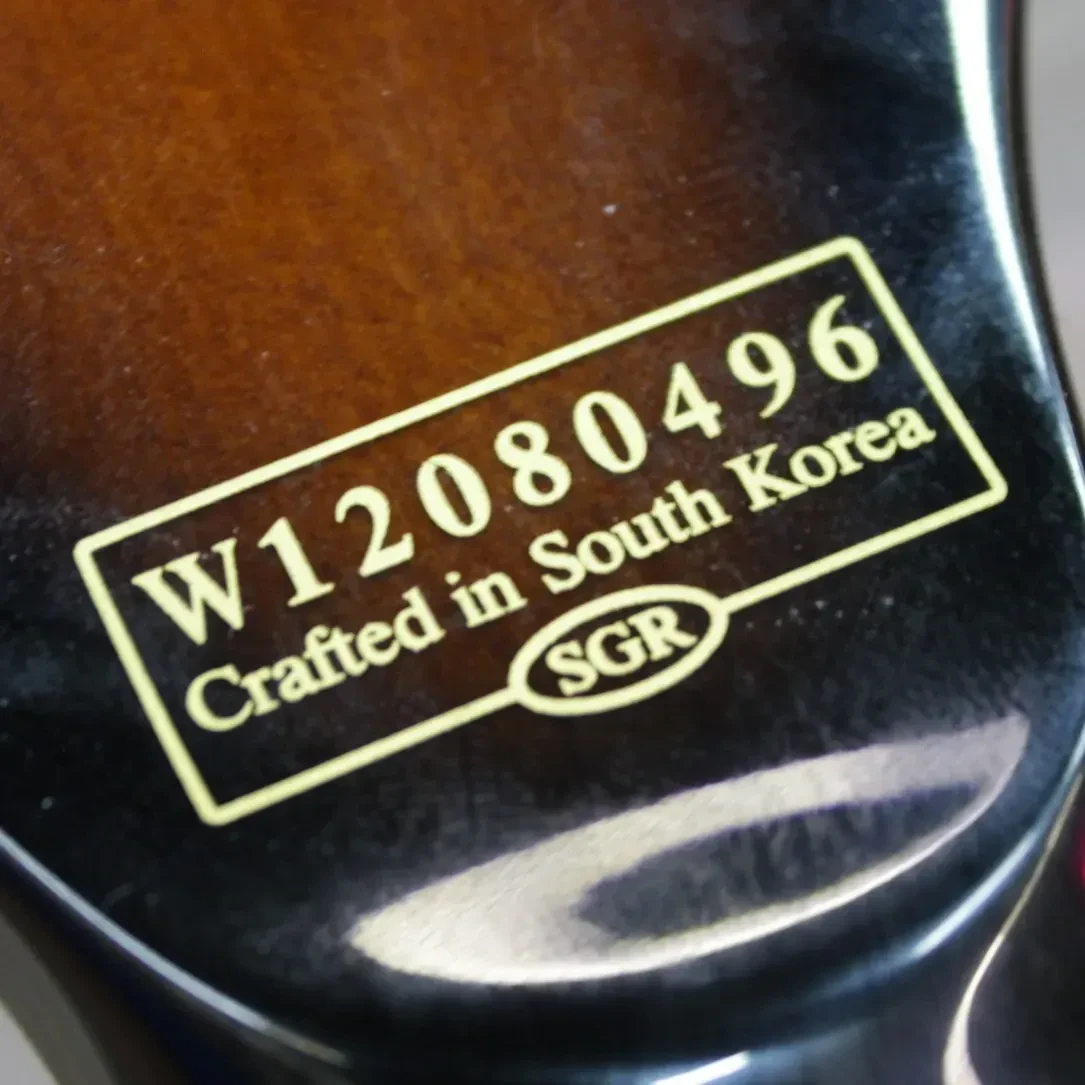 W12080496
Crafted in South Korea
SGR